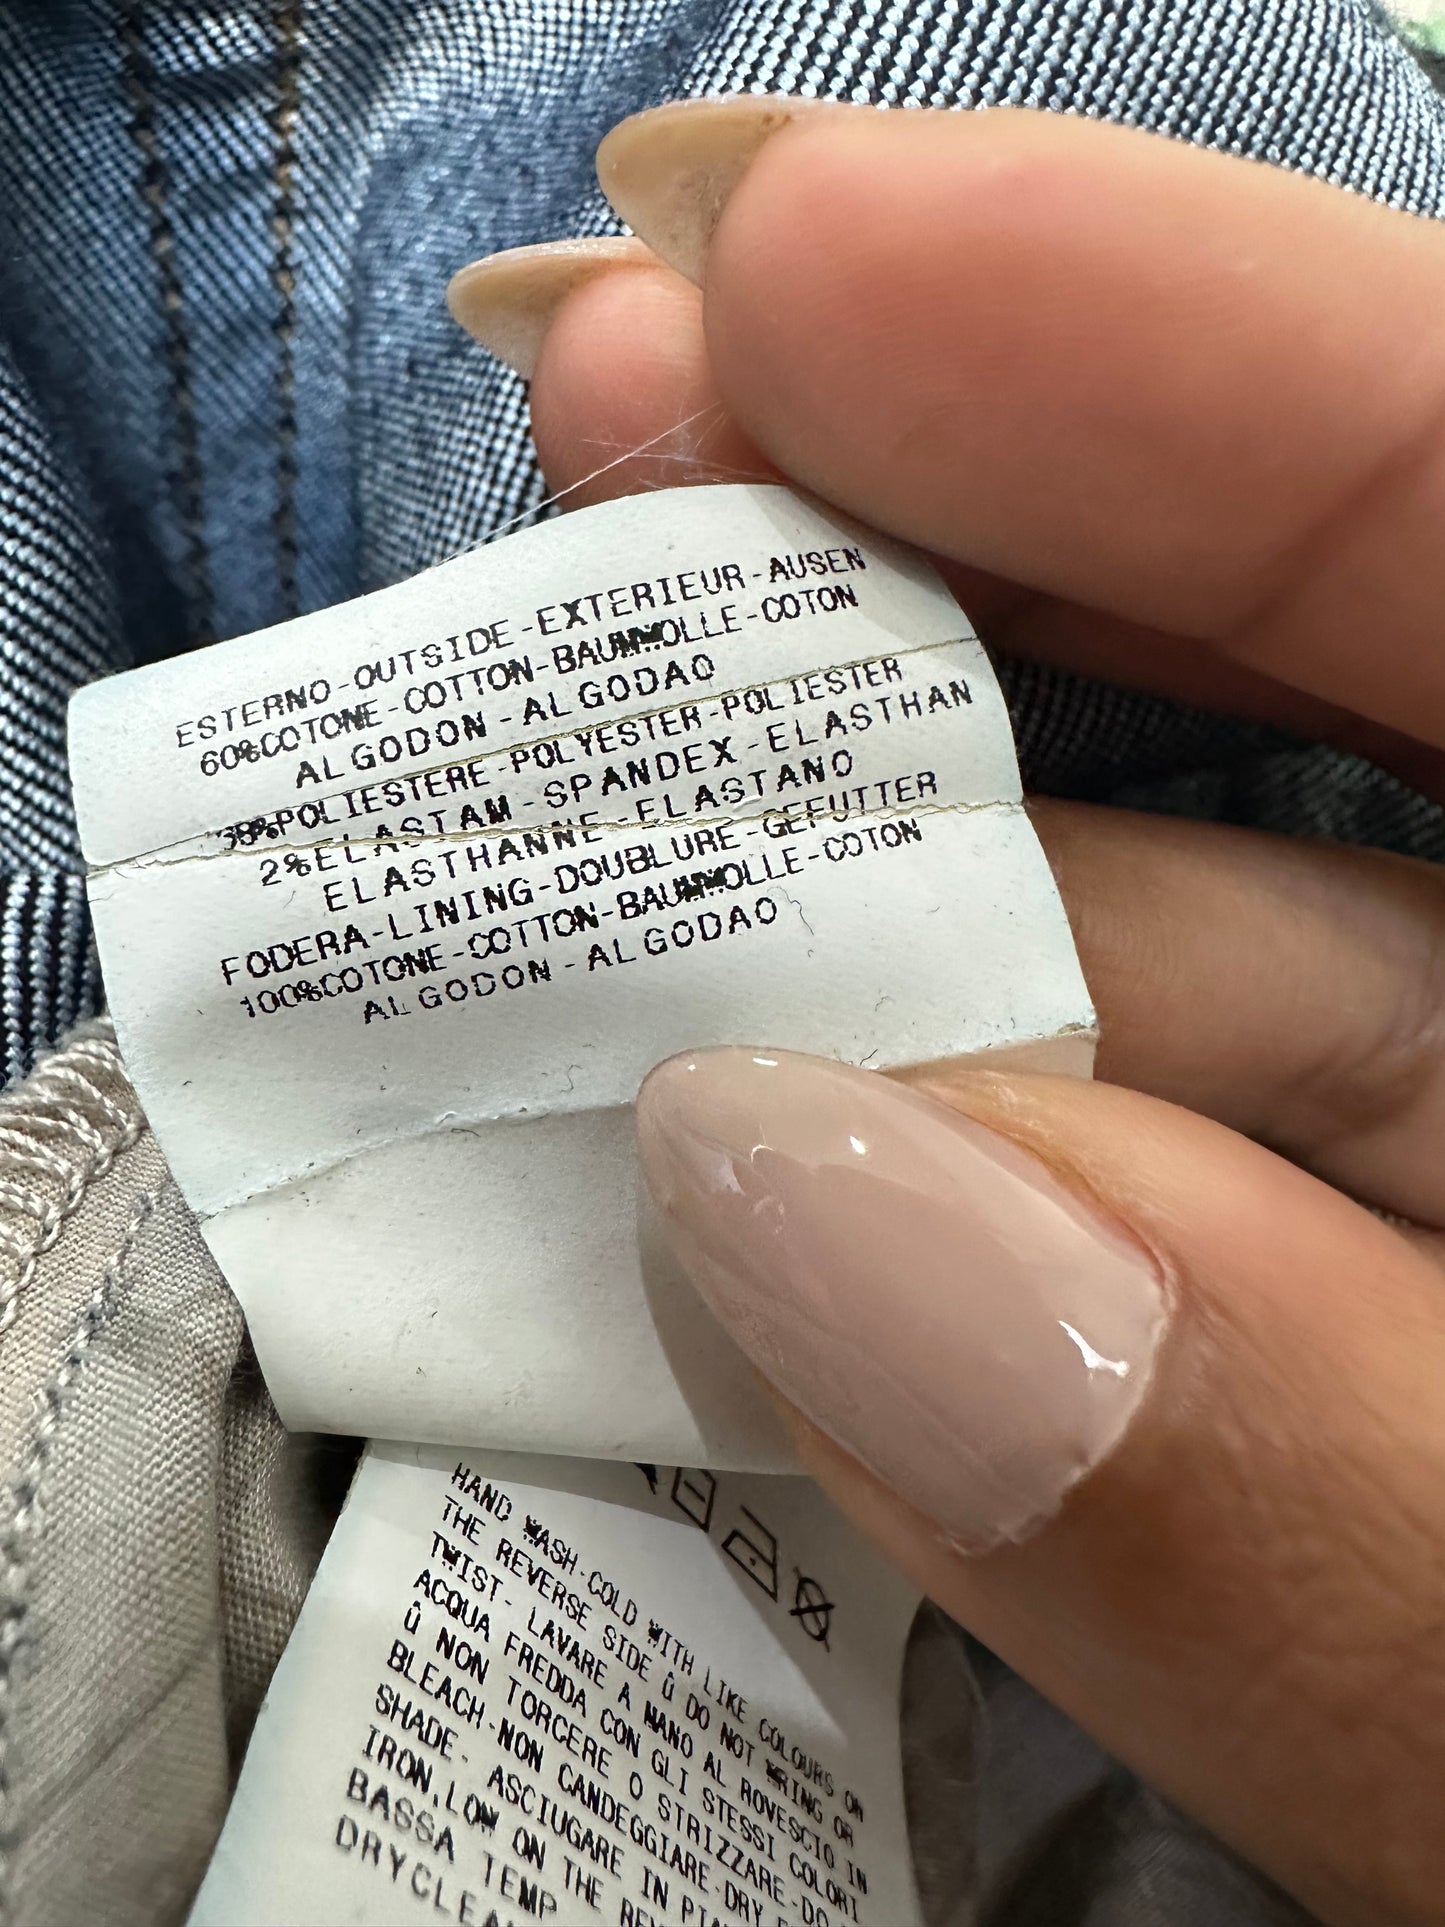 ESTERNO-OUTSIDE-EXTERIEUR-AUSEN
60%COTONE-COTTON-BAUMWOLLE-COTON
ALGODON-ALGODAO
38%POLIESTERE-POLYESTER-POLIESTER
2%ELASTAM-SPANDEX-ELASTHAN
ELASTHANNE-ELASTANO
FODERA-LINING-DOUBLURE-GEFUTTER
100%COTONE-COTTON-BAUMWOLLE-COTON
ALGODON-ALGODAO
HAND WASH-COLD WITH LIKE COLOURS OR
THE REVERSE SIDE û DO NOT WRING OR
TWIST- LAVARE A MANO AL ROVESCIO IN
ACQUA FREDDA CON GLI STESSI COLORI
û NON TORCERE O STRIZZARE-DO
BLEACH-NON CANDEGGIARE-DRY
SHADE- ASCIUGARE IN
IRON,LOW ON THE
BASSA TEMP